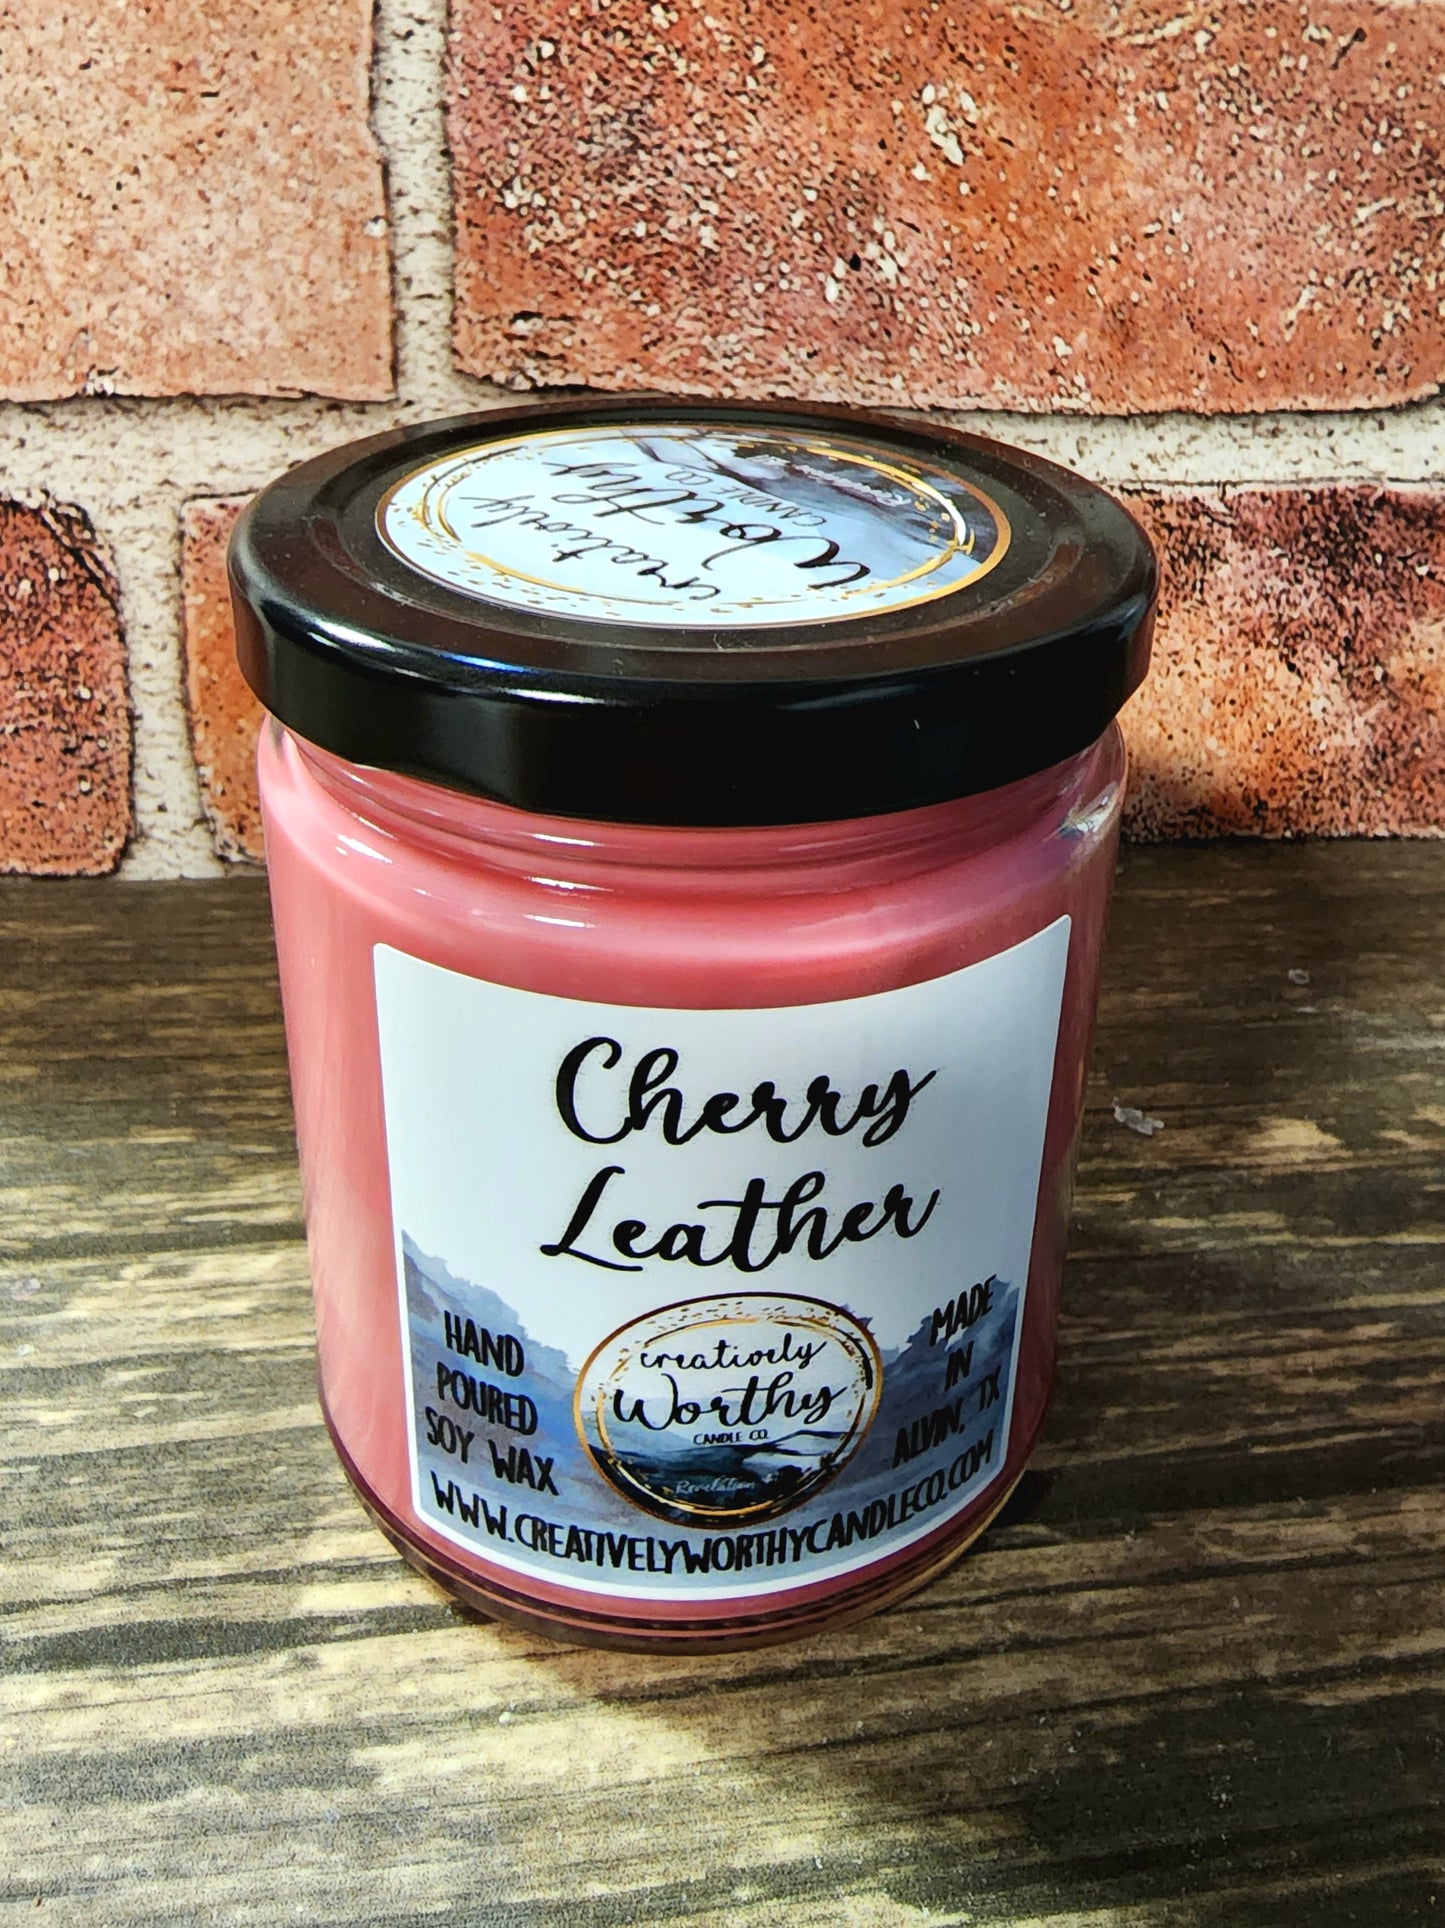 creatively
Worthy
CANDLE CO.
Cherry
Leather
HAND
POURED
SOY WAX
creatively
Worthy
CANDLE CO.
Revelation
MADE
IN
ALVIN, TX
WWW.CREATIVELYWORTHYCANDLECO.COM